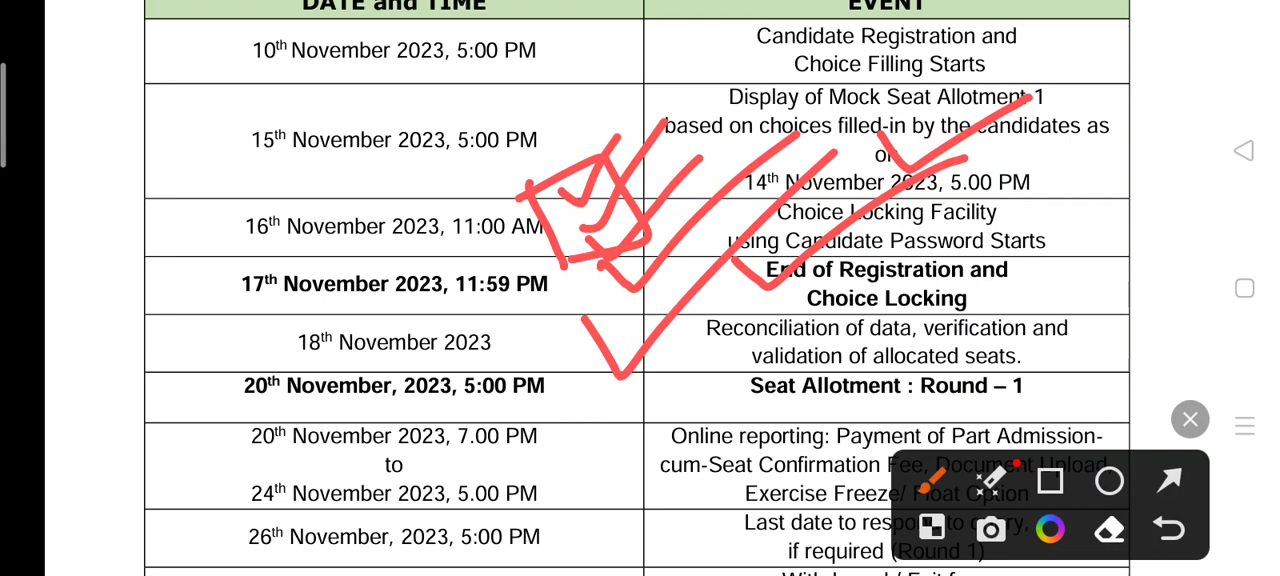 DATE and TIME
EVENT
10th November 2023, 5:00 PM
Candidate Registration and
Choice Filling Starts
15th November 2023, 5:00 PM
Display of Mock Seat Allotment-1
based on choices filled-in by the candidates as
on
14th November 2023, 5.00 PM
16th November 2023, 11:00 AM
Choice Locking Facility
using Candidate Password Starts
17th November 2023, 11:59 PM
End of Registration and
Choice Locking
18th November 2023
Reconciliation of data, verification and
validation of allocated seats.
20th November, 2023, 5:00 PM
Seat Allotment : Round – 1
20th November 2023, 7.00 PM
to
24th November 2023, 5.00 PM
Online reporting: Payment of Part Admission-
cum-Seat Confirmation Fee, Document Upload,
Exercise Freeze/ Float Option
26th November, 2023, 5:00 PM
Last date to respond to query,
if required (Round 1)